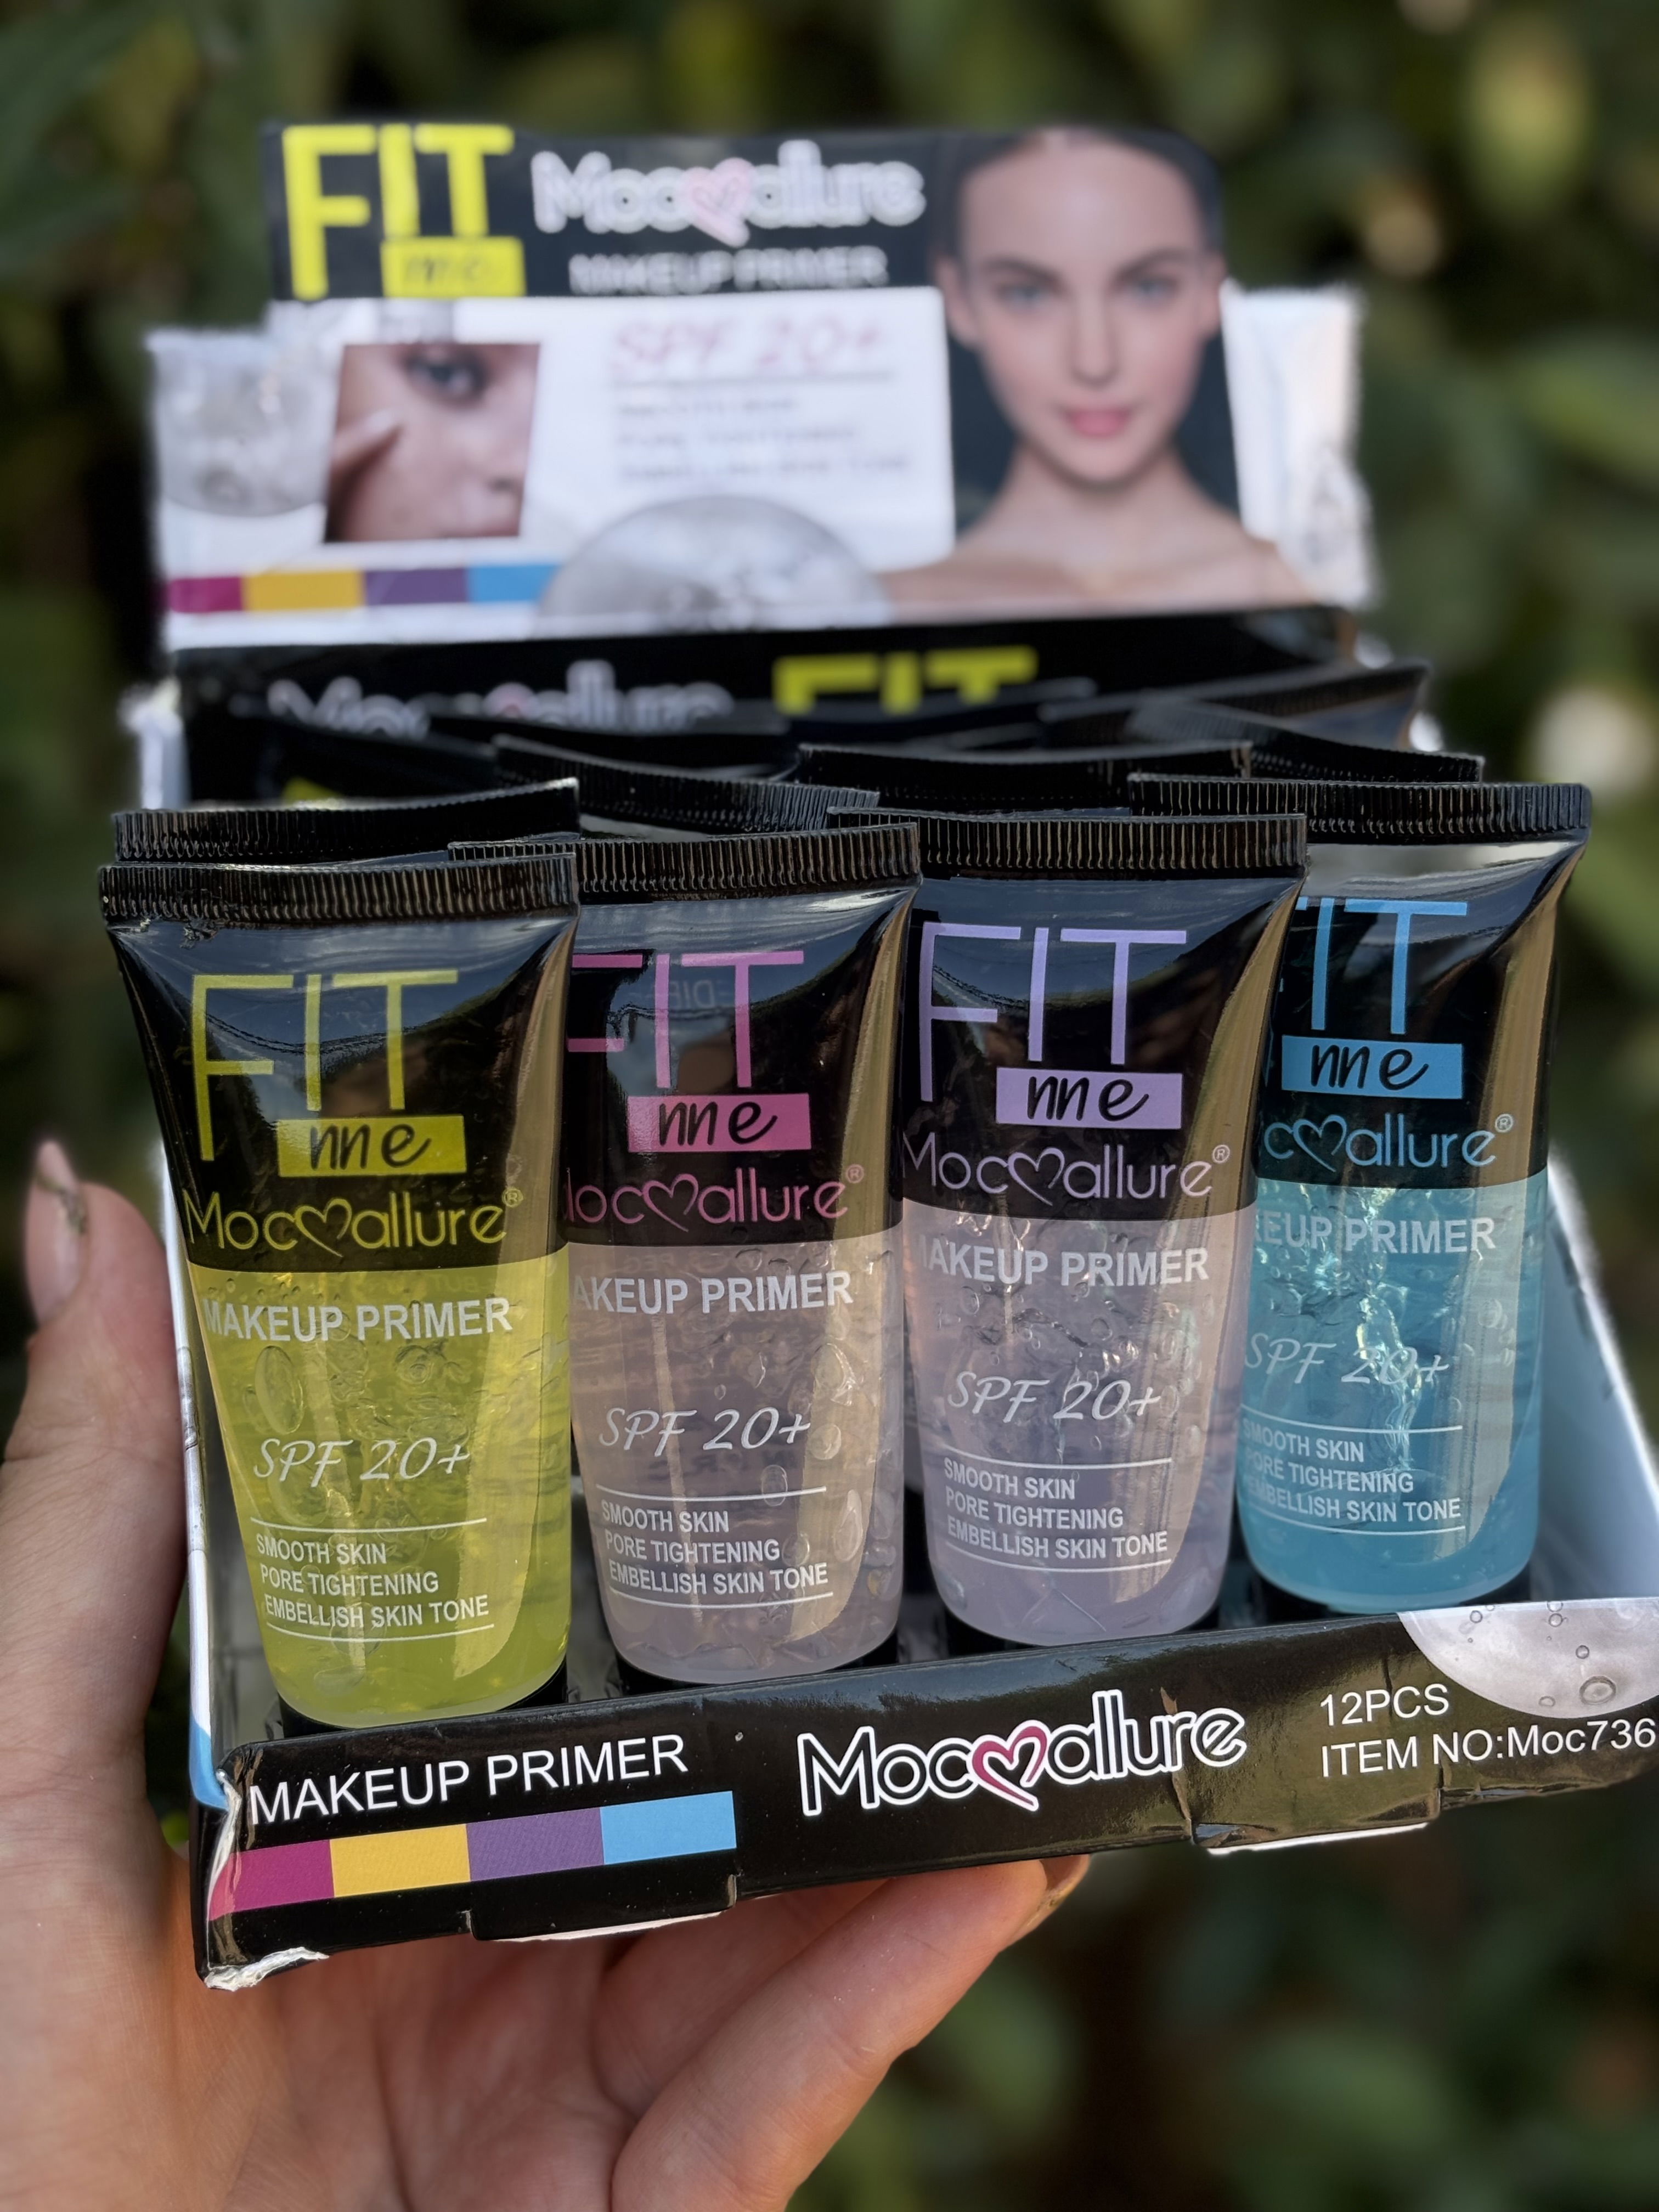 FIT
me
Mocallure
MAKEUP PRIMER
SPF 20+
Mocallure FIT
FIT
me
Mocallure®
MAKEUP PRIMER
SPF 20+
SMOOTH SKIN
PORE TIGHTENING
EMBELLISH SKIN TONE
FIT
me
ocallure®
AKEUP PRIMER
SPF 20+
SMOOTH SKIN
PORE TIGHTENING
EMBELLISH SKIN TONE
FIT
me
Mocallure®
AKEUP PRIMER
SPF 20+
SMOOTH SKIN
PORE TIGHTENING
EMBELLISH SKIN TONE
FIT
me
callure®
EUP PRIMER
SPF 20+
SMOOTH SKIN
PORE TIGHTENING
EMBELLISH SKIN TONE
MAKEUP PRIMER
Mocallure
12PCS
ITEM NO:Moc736